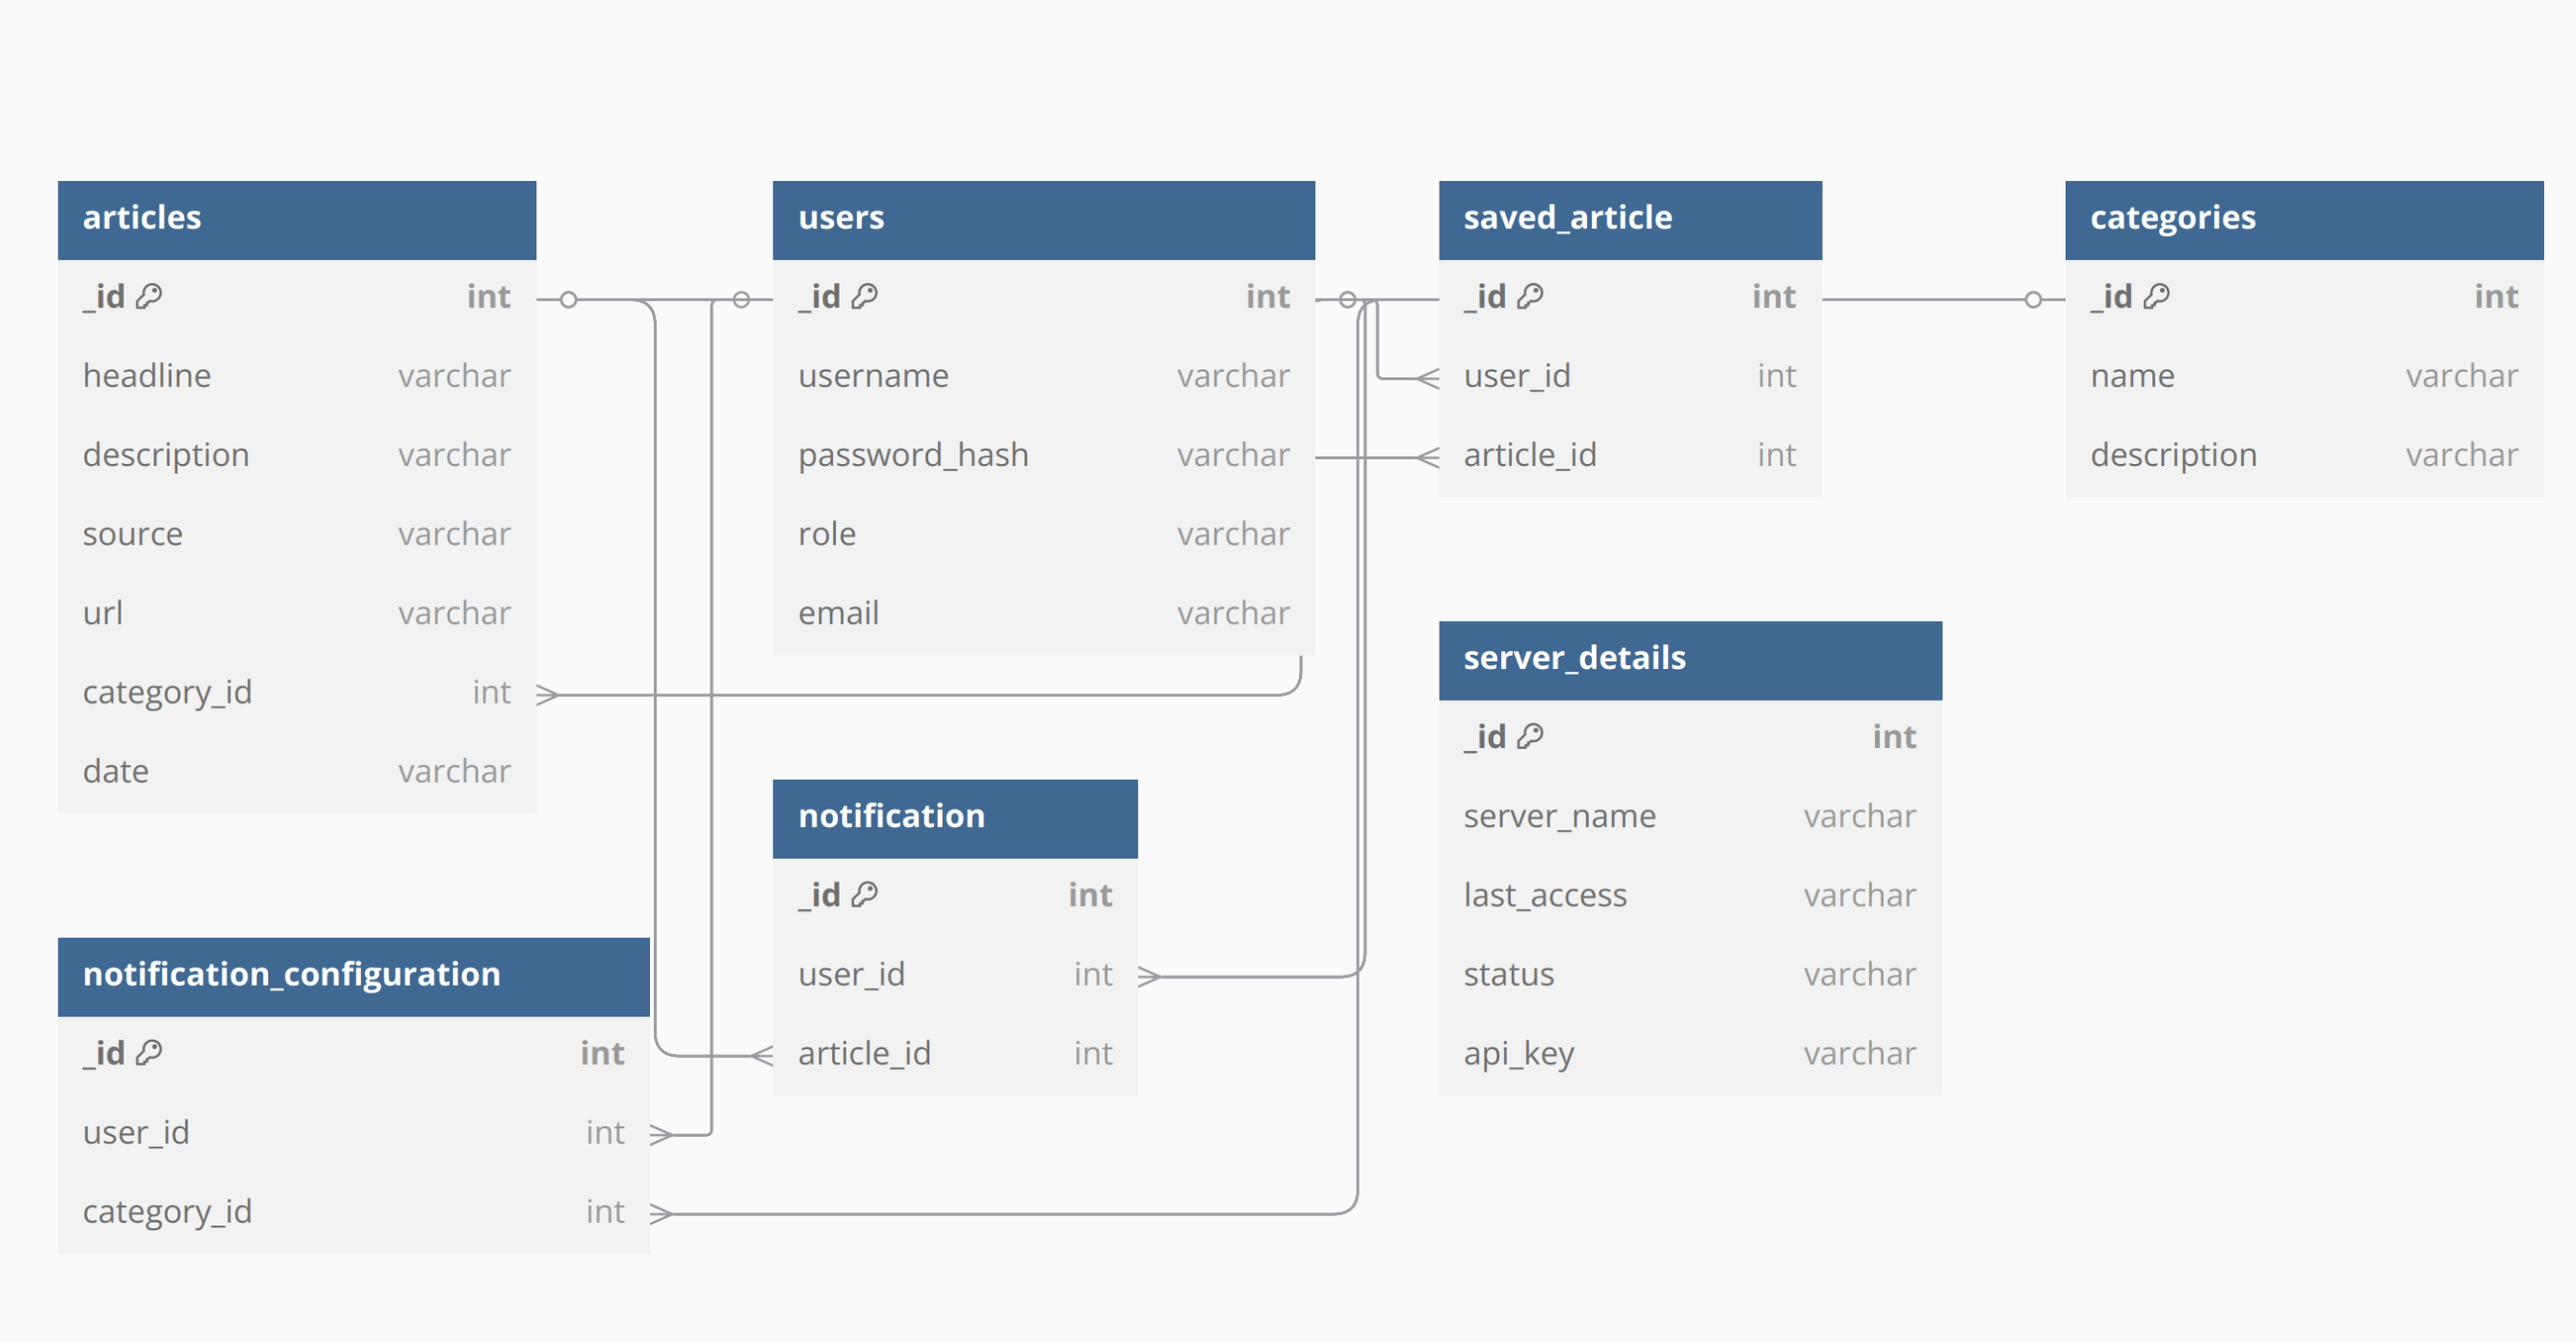 articles
_id int
headline varchar
description varchar
source varchar
url varchar
category_id int
date varchar
users
_id int
username varchar
password_hash varchar
role varchar
email varchar
saved_article
_id int
user_id int
article_id int
categories
_id int
name varchar
description varchar
server_details
_id int
server_name varchar
last_access varchar
status varchar
api_key varchar
notification
_id int
user_id int
article_id int
notification_configuration
_id int
user_id int
category_id int